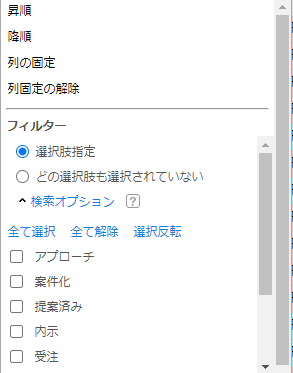 昇順
降順
列の固定
列固定の解除
フィルター
選択肢指定
どの選択肢も選択されていない
検索オプション ?
全て選択 全て解除 選択反転
アプローチ
案件化
提案済み
内示
受注